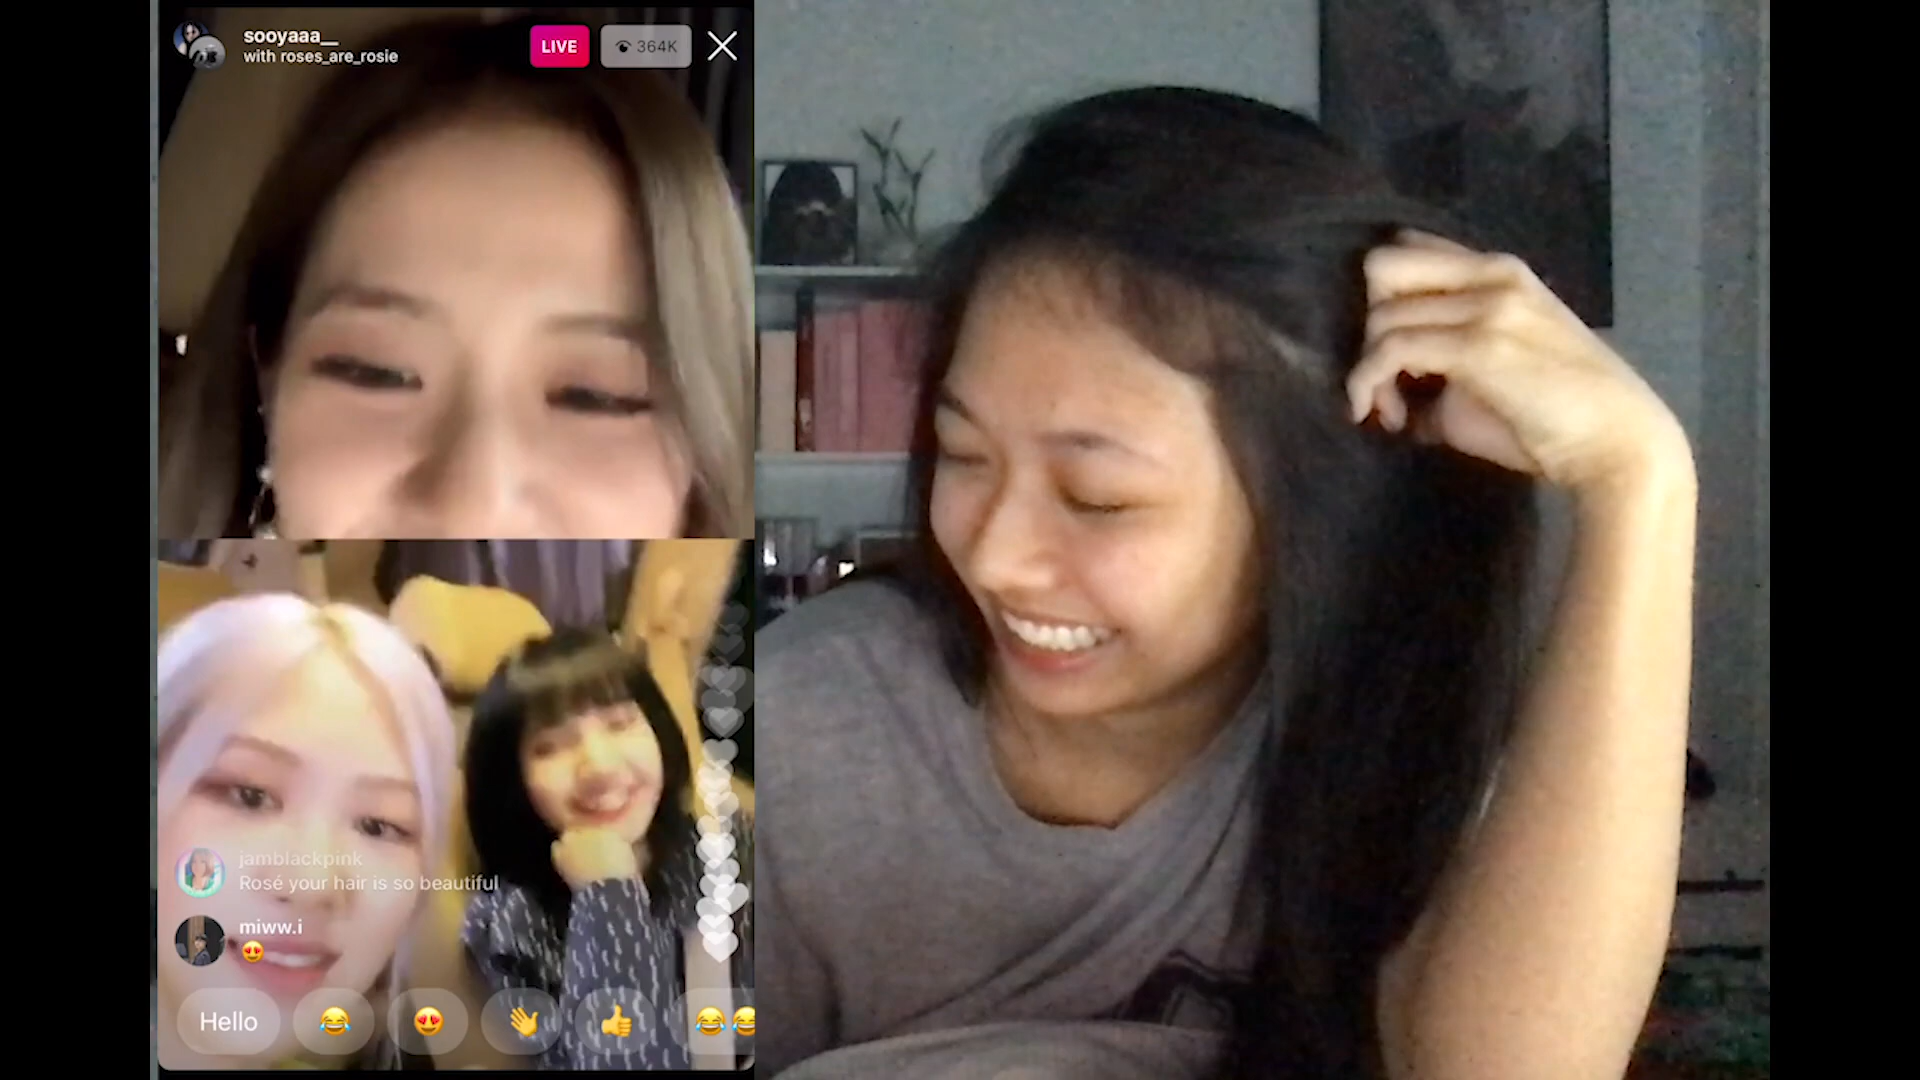 sooyaaa__
with roses_are_rosie
LIVE
364K
jamblackpink
Rosé your hair is so beautiful
miww.i
😍
Hello 😂 😍 👋 👍 😂😂